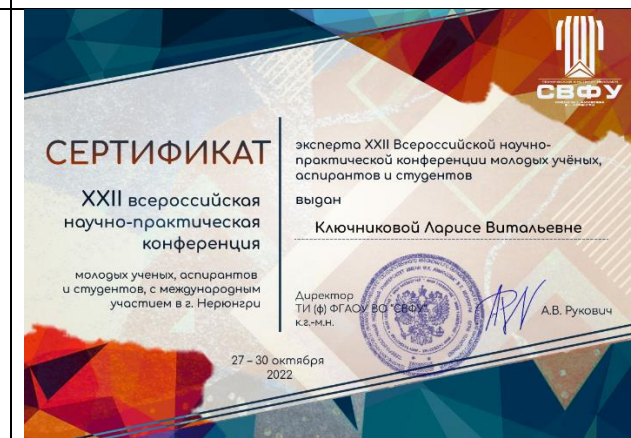 СВФУ
СЕРТИФИКАТ
XXII всероссийская
научно-практическая
конференция
молодых ученых, аспирантов
и студентов, с международным
участием в г. Нерюнгри
27 – 30 октября
2022
эксперта XXII Всероссийской научно-
практической конференции молодых учёных,
аспирантов и студентов
выдан
Ключниковой Ларисе Витальевне
Директор
ТИ (ф) ФГАОУ ВО "СВФУ"
к.г.-м.н.
А.В. Рукович